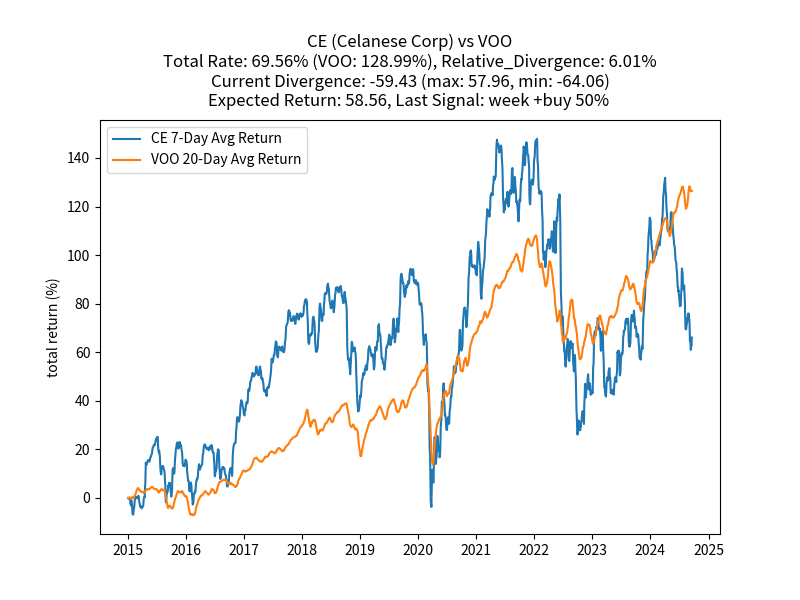 CE (Celanese Corp) vs VOO
Total Rate: 69.56% (VOO: 128.99%), Relative_Divergence: 6.01%
Current Divergence: -59.43 (max: 57.96, min: -64.06)
Expected Return: 58.56, Last Signal: week +buy 50%
CE 7-Day Avg Return
VOO 20-Day Avg Return
total return (%)
140
120
100
80
60
40
20
0
2015 2016 2017 2018 2019 2020 2021 2022 2023 2024 2025